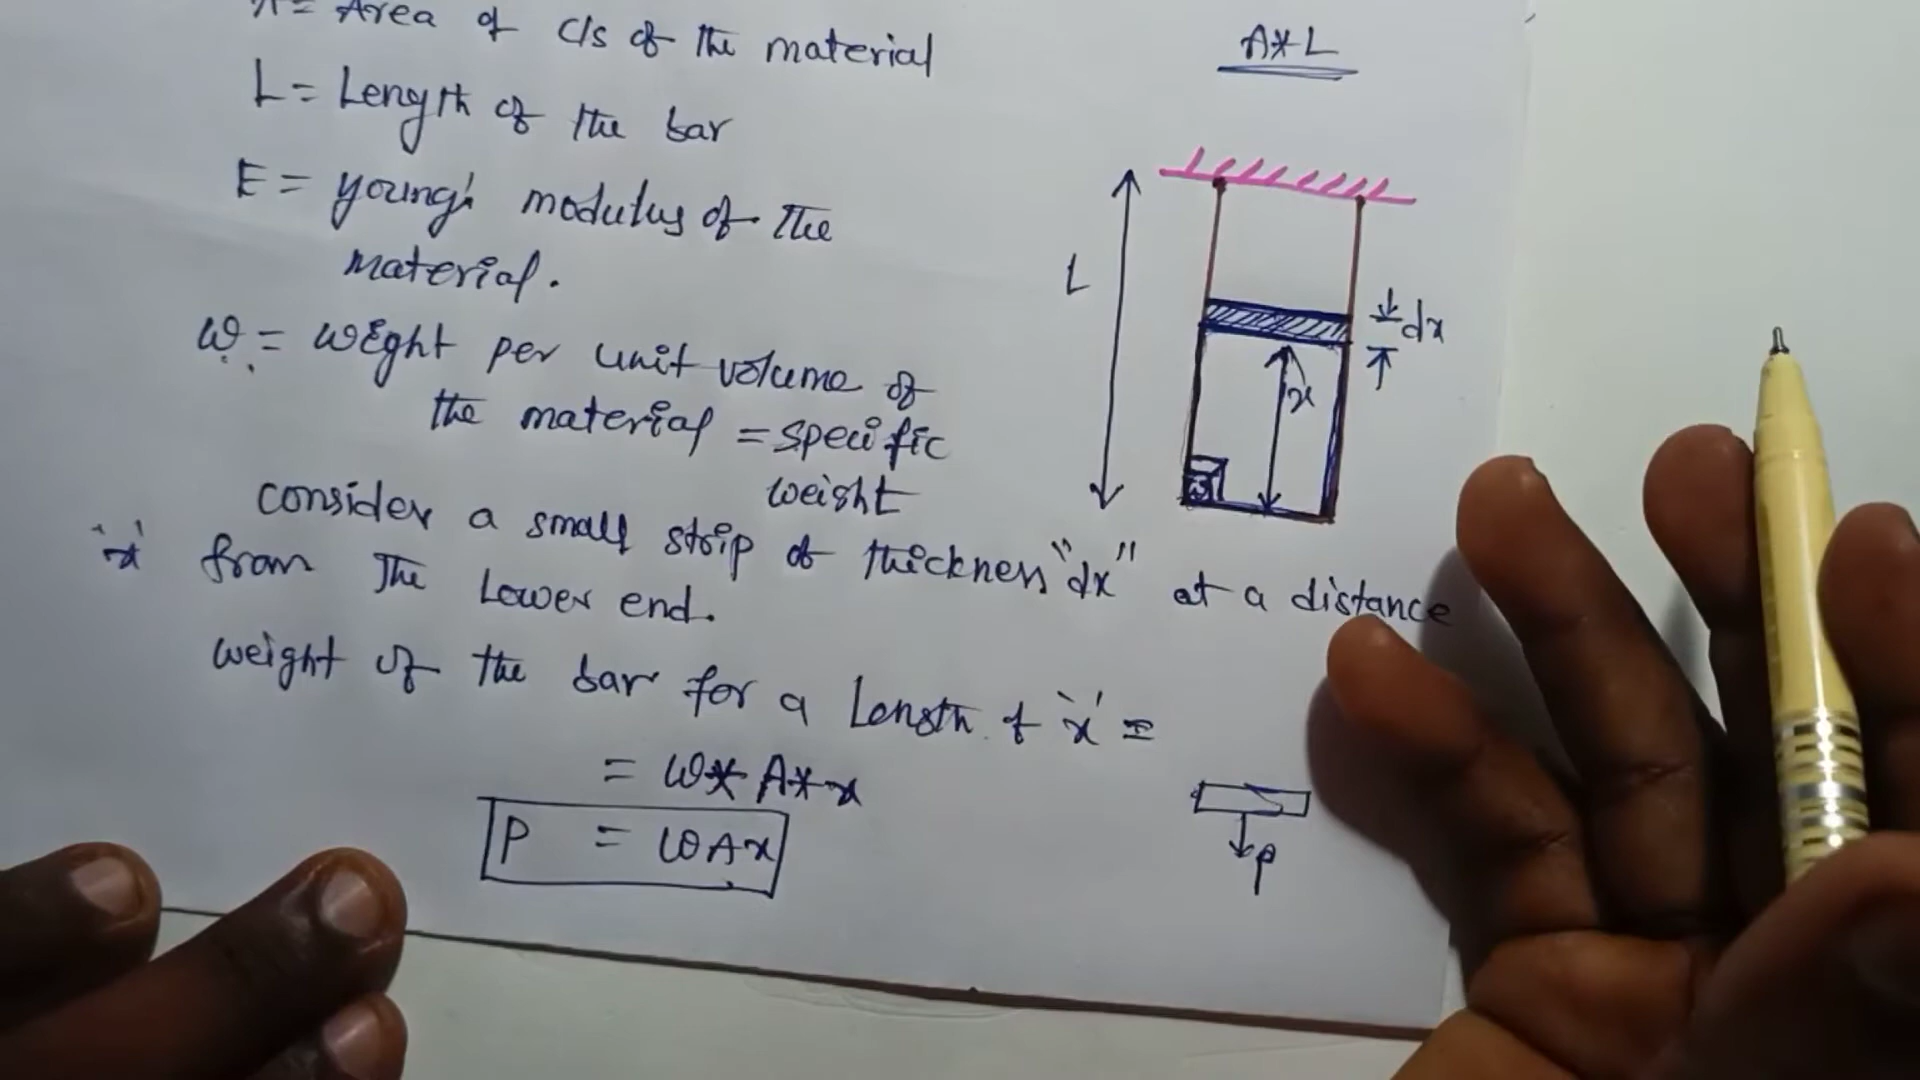 A = Area of c/s of the material
L = Length of the bar
E = young's modulus of the
material.
W = weight per unit volume of
the material = specific
weight
consider a small strip of thickness "dx" at a distance
'x' from The Lower end.
weight of the bar for a Length of 'x' =
= W* A* x
P = WAx
A*L
L
dx
x
P